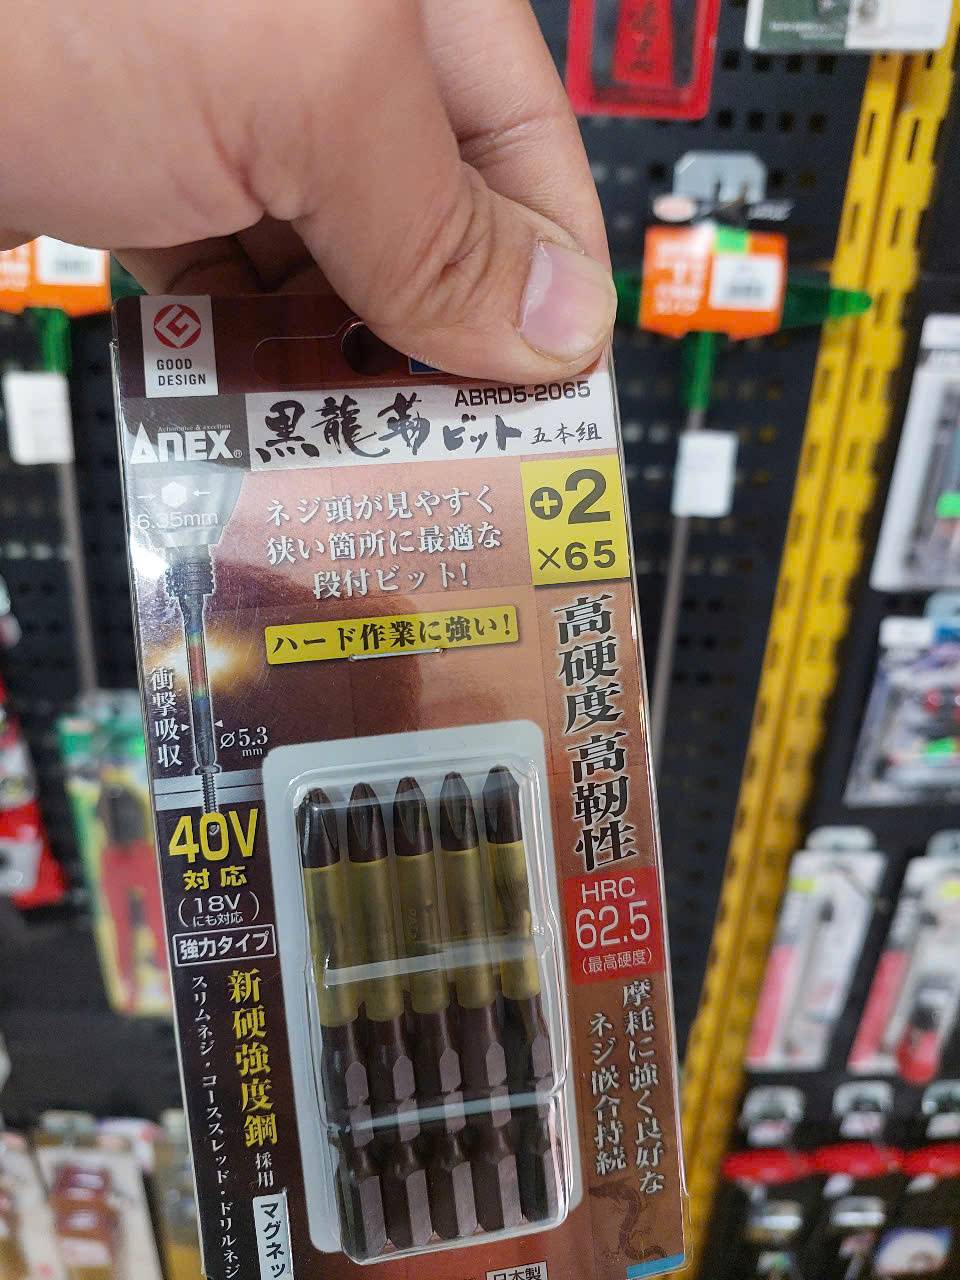 GOOD
DESIGN
ABRD5-2065
Achromotive & excellent
ANEX®
黒龍靭ビット 五本組
6.35mm
ネジ頭が見やすく
狭い箇所に最適な
段付ビット!
+2
×65
ハード作業に強い!
高硬度高靭性
衝撃吸収
ø5.3
mm
40V
対応
(18V
にも対応)
強力タイプ
HRC
62.5
(最高硬度)
摩耗に強く良好な
ネジ嵌合持続
新硬強度鋼採用
スリムネジ・コーススレッド・ドリルネジ
マグネッ
日本製